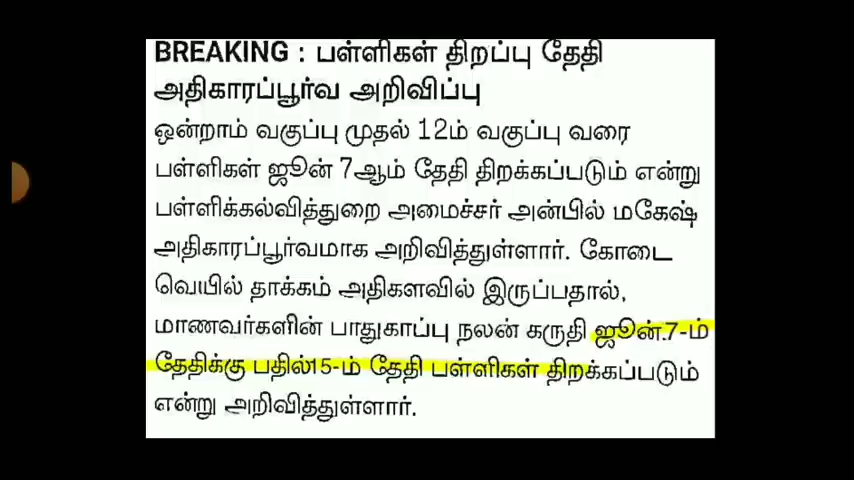 BREAKING : பள்ளிகள் திறப்பு தேதி
அதிகாரப்பூர்வ அறிவிப்பு
ஒன்றாம் வகுப்பு முதல் 12ம் வகுப்பு வரை
பள்ளிகள் ஜூன் 7ஆம் தேதி திறக்கப்படும் என்று
பள்ளிக்கல்வித்துறை அமைச்சர் அன்பில் மகேஷ்
அதிகாரப்பூர்வமாக அறிவித்துள்ளார். கோடை
வெயில் தாக்கம் அதிகளவில் இருப்பதால்,
மாணவர்களின் பாதுகாப்பு நலன் கருதி ஜூன்.7-ம்
தேதிக்கு பதில்15-ம் தேதி பள்ளிகள் திறக்கப்படும்
என்று அறிவித்துள்ளார்.